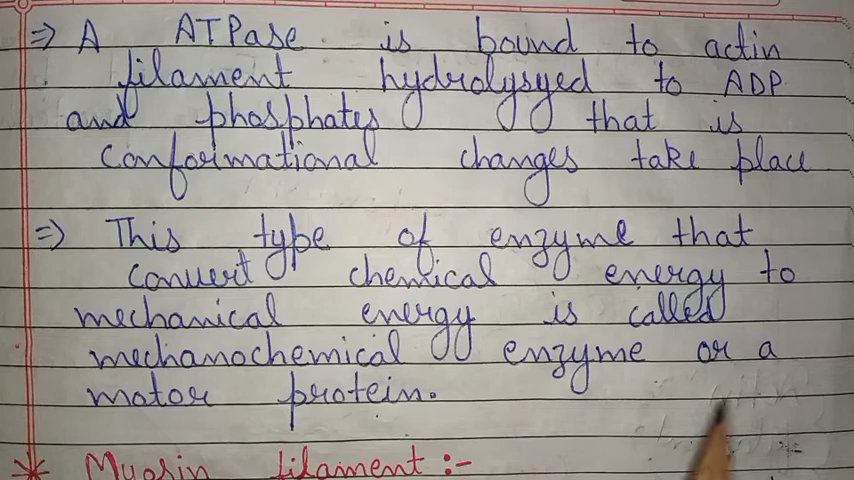 ⇒ A ATPase is bound to actin
filament hydrolysyed to ADP
and phosphates that is
conformational changes take place
⇒ This type of enzyme that
convert chemical energy to
mechanical energy is called
mechanochemical enzyme or a
motor protein.
* Myosin filament :-